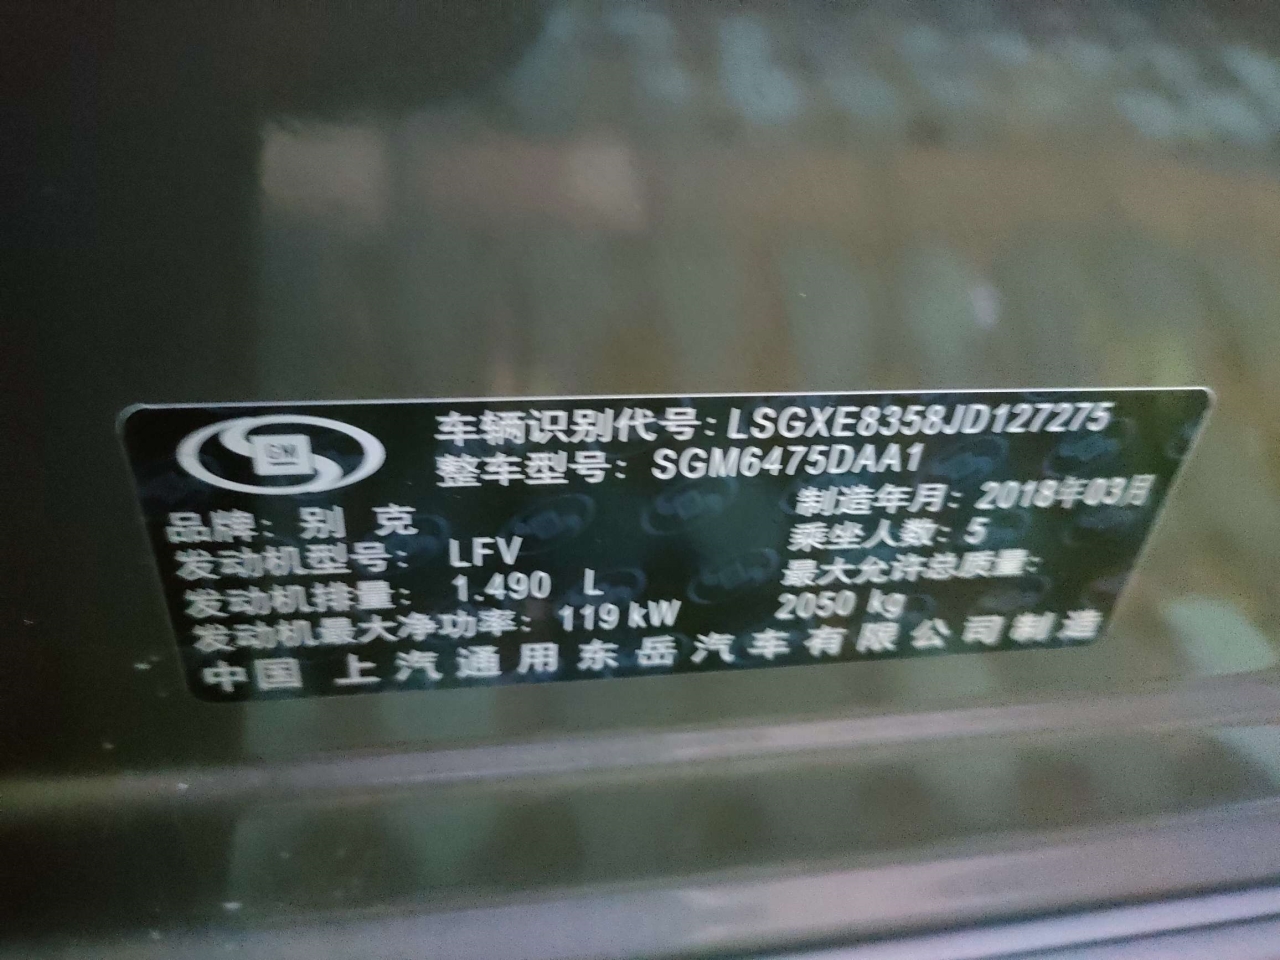 GM
车辆识别代号: LSGXE8358JD127275
整车型号: SGM6475DAA1
制造年月: 2018年03月
品牌: 别克
乘坐人数: 5
发动机型号: LFV
最大允许总质量:
发动机排量: 1.490 L
2050 kg
发动机最大净功率: 119kW
中国 上汽通用东岳汽车有限公司制造